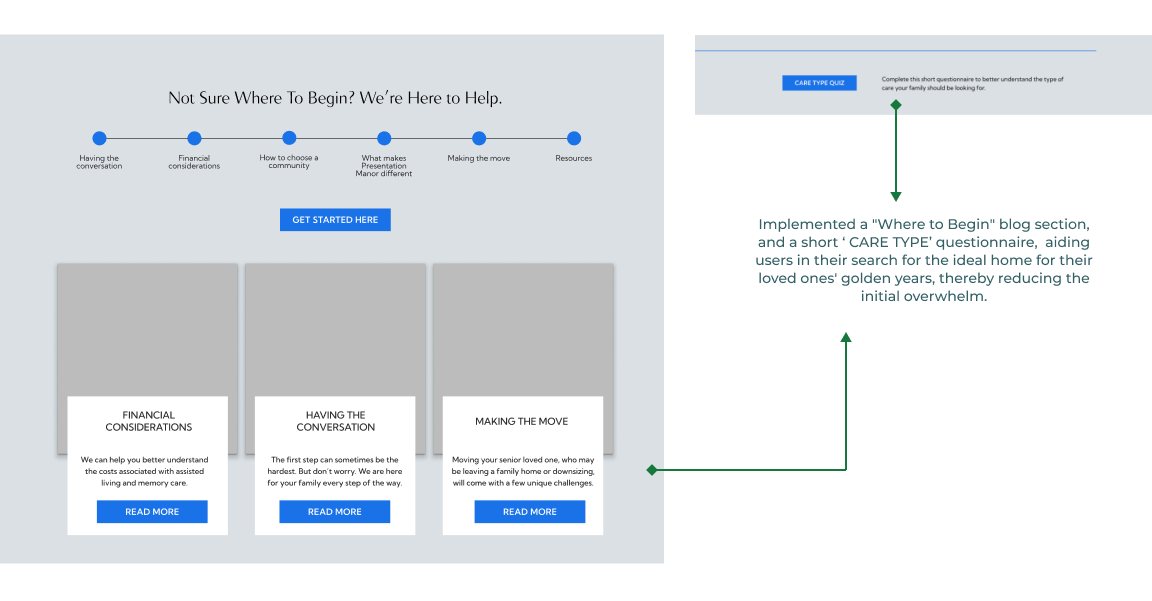 Not Sure Where To Begin? We're Here to Help.
Having the
conversation
Financial
considerations
How to choose a
community
What makes
Presentation
Manor different
Making the move
Resources
GET STARTED HERE
FINANCIAL
CONSIDERATIONS
We can help you better understand
the costs associated with assisted
living and memory care.
READ MORE
HAVING THE
CONVERSATION
The first step can sometimes be the
hardest. But don't worry. We are here
for your family every step of the way.
READ MORE
MAKING THE MOVE
Moving your senior loved one, who may
be leaving a family home or downsizing,
will come with a few unique challenges.
READ MORE
CARE TYPE QUIZ
Complete this short questionnaire to better understand the type of
care your family should be looking for.
Implemented a "Where to Begin" blog section,
and a short ‘ CARE TYPE’ questionnaire,  aiding
users in their search for the ideal home for their
loved ones' golden years, thereby reducing the
initial overwhelm.